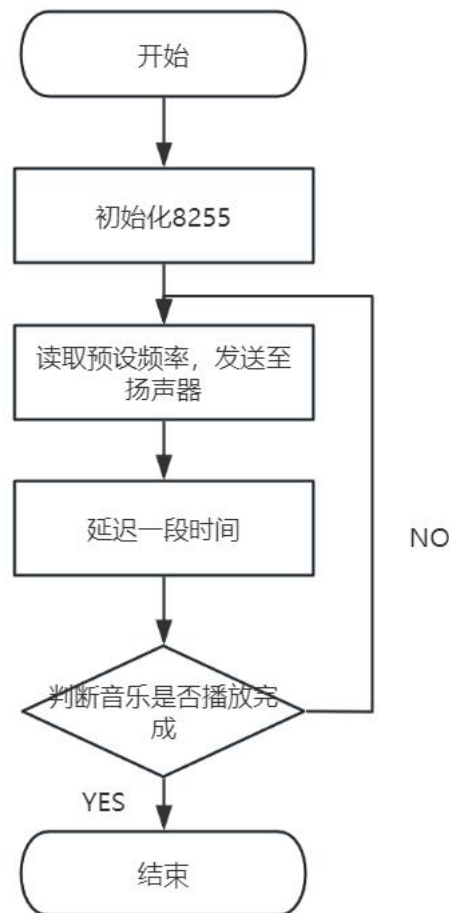 开始
初始化8255
读取预设频率，发送至
扬声器
延迟一段时间
NO
判断音乐是否播放完
成
YES
结束